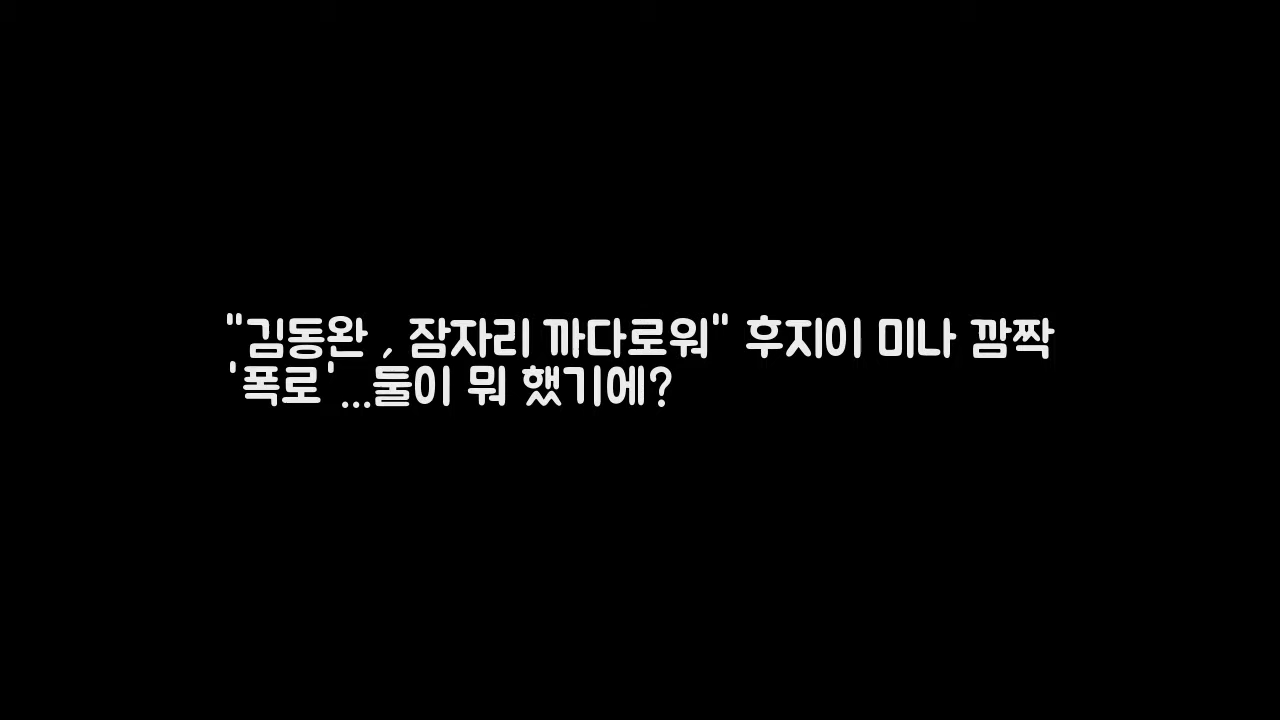 "김동완 , 잠자리 까다로워" 후지이 미나 깜짝
'폭로'...둘이 뭐 했기에?